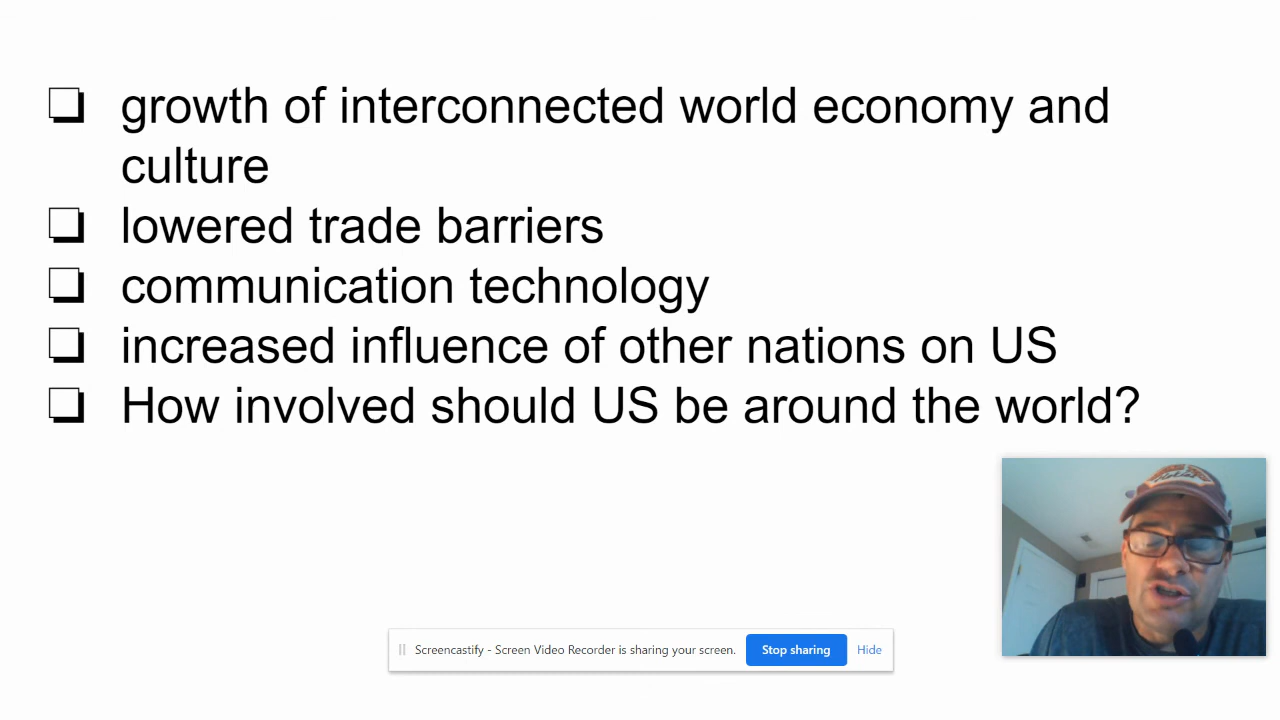 ❏ growth of interconnected world economy and
culture
❏ lowered trade barriers
❏ communication technology
❏ increased influence of other nations on US
❏ How involved should US be around the world?
Screencastify - Screen Video Recorder is sharing your screen. Stop sharing Hide